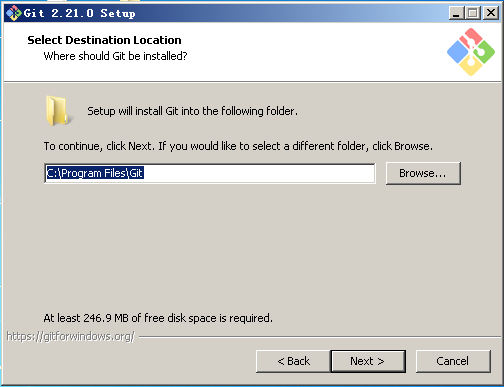 Git 2.21.0 Setup
Select Destination Location
Where should Git be installed?
Setup will install Git into the following folder.
To continue, click Next. If you would like to select a different folder, click Browse.
C:\Program Files\Git
Browse...
At least 246.9 MB of free disk space is required.
https://gitforwindows.org/
< Back
Next >
Cancel